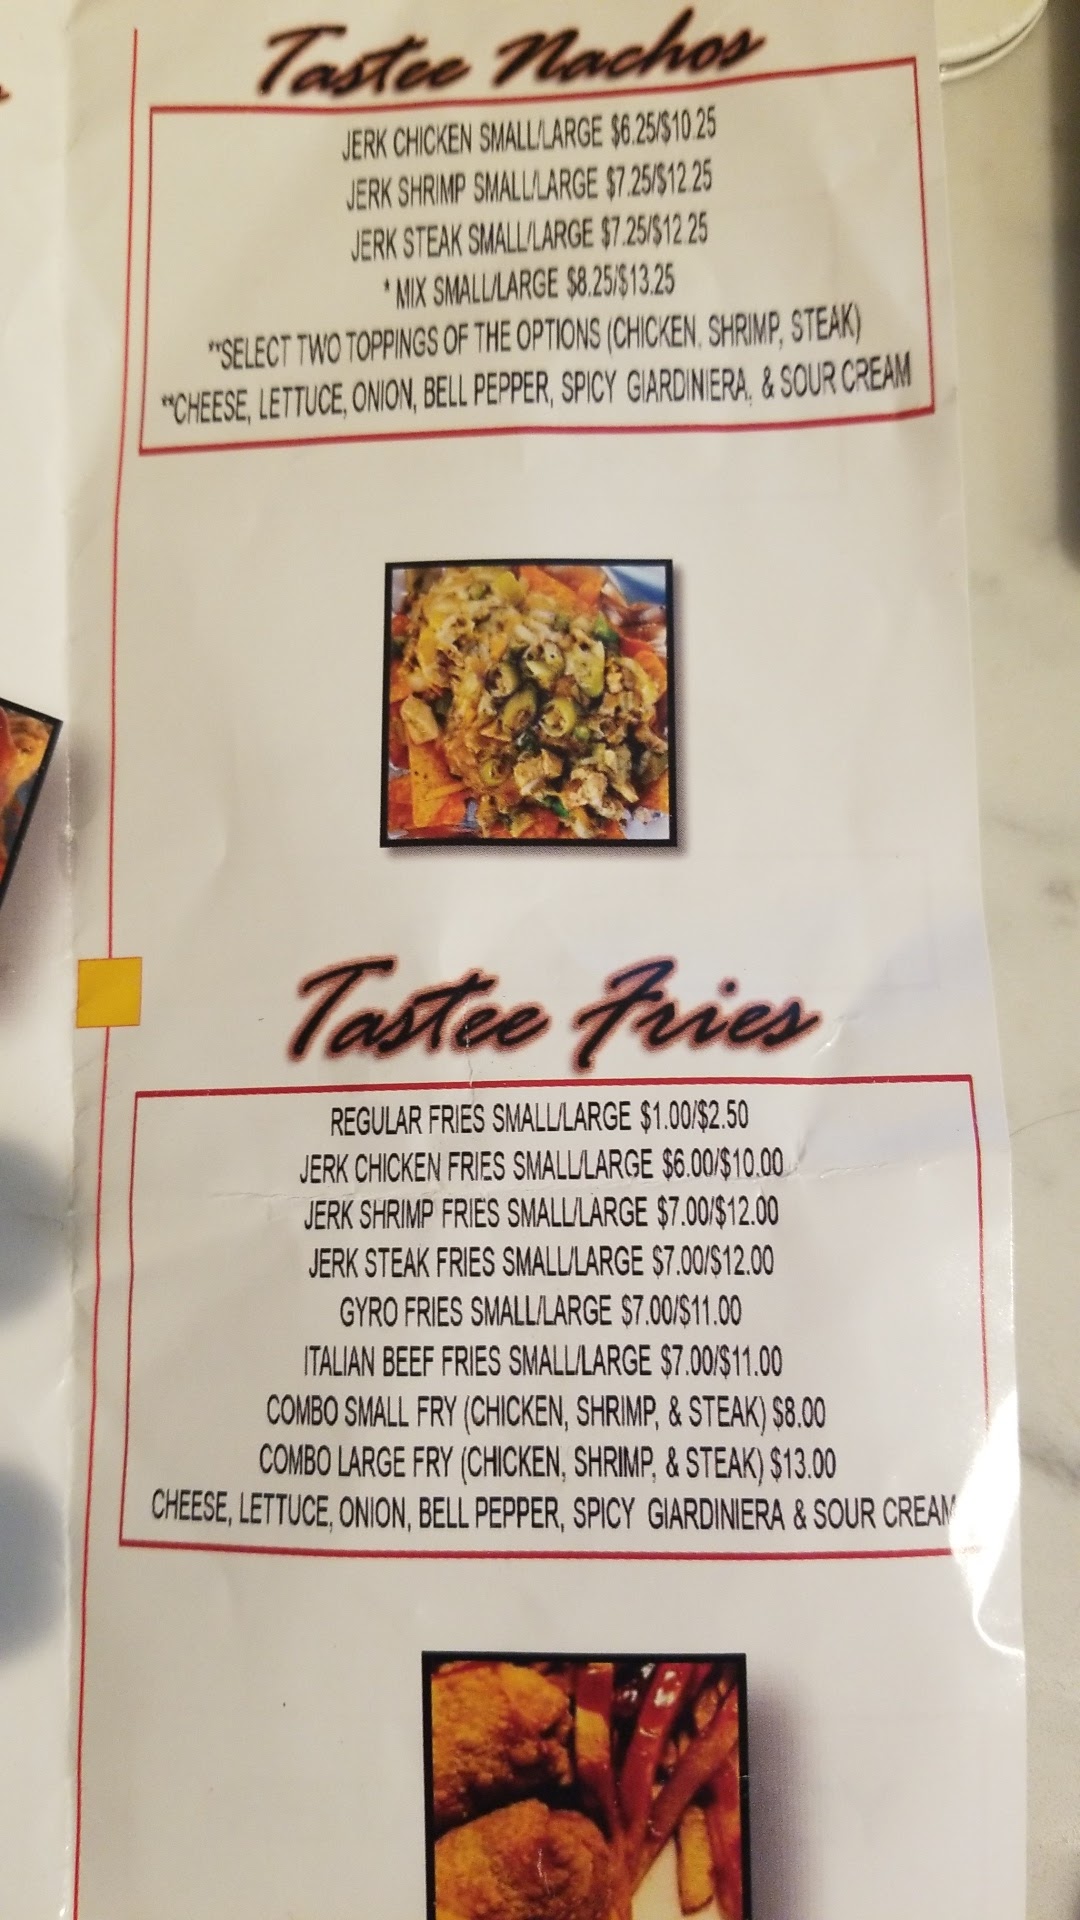 Tastee Nachos
JERK CHICKEN SMALL/LARGE $6.25/$10.25
JERK SHRIMP SMALL/LARGE $7.25/$12.25
JERK STEAK SMALL/LARGE $7.25/$12.25
* MIX SMALL/LARGE $8.25/$13.25
**SELECT TWO TOPPINGS OF THE OPTIONS (CHICKEN, SHRIMP, STEAK)
**CHEESE, LETTUCE, ONION, BELL PEPPER, SPICY GIARDINIERA, & SOUR CREAM
Tastee Fries
REGULAR FRIES SMALL/LARGE $1.00/$2.50
JERK CHICKEN FRIES SMALL/LARGE $6.00/$10.00
JERK SHRIMP FRIES SMALL/LARGE $7.00/$12.00
JERK STEAK FRIES SMALL/LARGE $7.00/$12.00
GYRO FRIES SMALL/LARGE $7.00/$11.00
ITALIAN BEEF FRIES SMALL/LARGE $7.00/$11.00
COMBO SMALL FRY (CHICKEN, SHRIMP, & STEAK) $8.00
COMBO LARGE FRY (CHICKEN, SHRIMP, & STEAK) $13.00
CHEESE, LETTUCE, ONION, BELL PEPPER, SPICY GIARDINIERA & SOUR CREAM